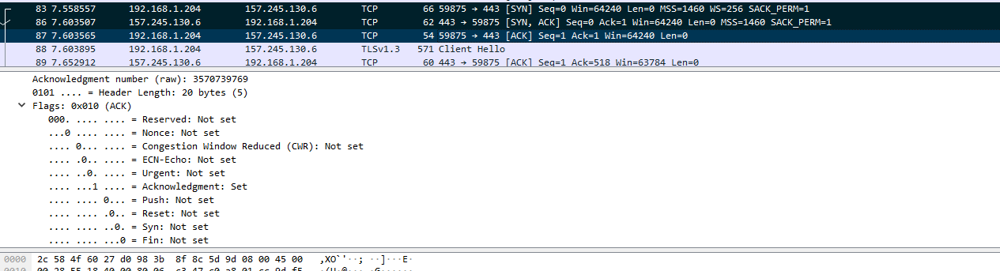 83 7.558557 192.168.1.204 157.245.130.6 TCP 66 59875 → 443 [SYN] Seq=0 Win=64240 Len=0 MSS=1460 WS=256 SACK_PERM=1
86 7.603507 157.245.130.6 192.168.1.204 TCP 62 443 → 59875 [SYN, ACK] Seq=0 Ack=1 Win=64240 Len=0 MSS=1460 SACK_PERM=1
87 7.603565 192.168.1.204 157.245.130.6 TCP 54 59875 → 443 [ACK] Seq=1 Ack=1 Win=64240 Len=0
88 7.603895 192.168.1.204 157.245.130.6 TLSv1.3 571 Client Hello
89 7.652912 157.245.130.6 192.168.1.204 TCP 60 443 → 59875 [ACK] Seq=1 Ack=518 Win=63784 Len=0
Acknowledgment number (raw): 3570739769
0101 .... = Header Length: 20 bytes (5)
Flags: 0x010 (ACK)
000. .... .... = Reserved: Not set
...0 .... .... = Nonce: Not set
.... 0... .... = Congestion Window Reduced (CWR): Not set
.... .0.. .... = ECN-Echo: Not set
.... ..0. .... = Urgent: Not set
.... ...1 .... = Acknowledgment: Set
.... .... 0... = Push: Not set
.... .... .0.. = Reset: Not set
.... .... ..0. = Syn: Not set
.... .... ...0 = Fin: Not set
0000 2c 58 4f 60 27 d0 98 3b 8f 8c 5d 9d 08 00 45 00 ,XO`'··; ··]···E·